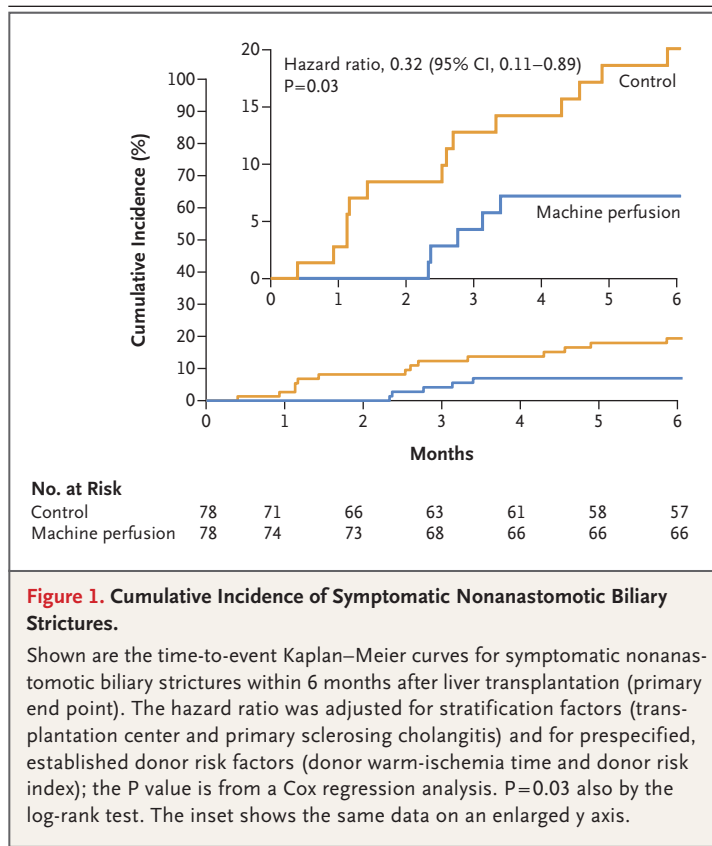 20
Hazard ratio, 0.32 (95% CI, 0.11–0.89)
P=0.03
Control
15
10
Machine perfusion
5
0
0 1 2 3 4 5 6
100
90
80
70
60
50
40
30
20
10
0
Cumulative Incidence (%)
0 1 2 3 4 5 6
Months
No. at Risk
Control 78 71 66 63 61 58 57
Machine perfusion 78 74 73 68 66 66 66
Figure 1. Cumulative Incidence of Symptomatic Nonanastomotic Biliary
Strictures.
Shown are the time-to-event Kaplan–Meier curves for symptomatic nonanas-
tomotic biliary strictures within 6 months after liver transplantation (primary
end point). The hazard ratio was adjusted for stratification factors (trans-
plantation center and primary sclerosing cholangitis) and for prespecified,
established donor risk factors (donor warm-ischemia time and donor risk
index); the P value is from a Cox regression analysis. P=0.03 also by the
log-rank test. The inset shows the same data on an enlarged y axis.